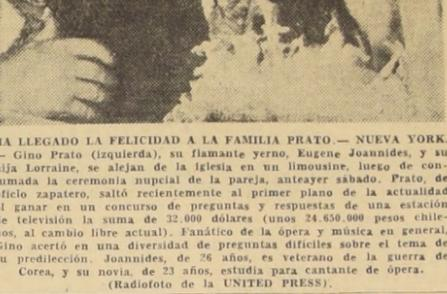 HA LLEGADO LA FELICIDAD A LA FAMILIA PRATO.— NUEVA YORK.
— Gino Prato (izquierda), su flamante yerno, Eugene Joannides, y su
hija Lorraine, se alejan de la iglesia en un limousine, luego de con-
sumada la ceremonia nupcial de la pareja, anteayer sábado. Prato, de
oficio zapatero, saltó recientemente a primer plano de la actualidad
al ganar en un concurso de preguntas y respuestas de una estación
de televisión la suma de 32.000 dólares (unos 24.650.000 pesos chile-
nos, al cambio libre actual). Fanático de la ópera y música en general,
Gino acertó en una diversidad de preguntas difíciles sobre el tema de
su predilección. Joannides, de 26 años, es veterano de la guerra de
Corea, y su novia, de 23 años, estudia para cantante de ópera.
(Radiofoto de la UNITED PRESS).